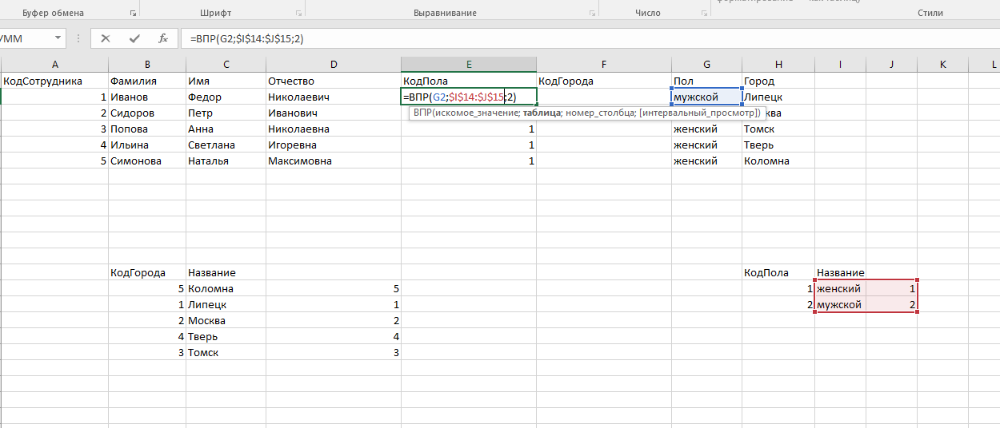 форматирование как таблицу
Буфер обмена Шрифт Выравнивание Число Стили
УММ fx =ВПР(G2;$I$14:$J$15;2)
A B C D E F G H I J K L
КодСотрудника Фамилия Имя Отчество КодПола КодГорода Пол Город
1 Иванов Федор Николаевич =ВПР(G2;$I$14:$J$15;2) мужской Липецк
2 Сидоров Петр Иванович ква
ВПР(искомое_значение; таблица; номер_столбца; [интервальный_просмотр])
3 Попова Анна Николаевна 1 женский Томск
4 Ильина Светлана Игоревна 1 женский Тверь
5 Симонова Наталья Максимовна 1 женский Коломна
КодГорода Название КодПола Название
5 Коломна 5 1 женский 1
1 Липецк 1 2 мужской 2
2 Москва 2
4 Тверь 4
3 Томск 3